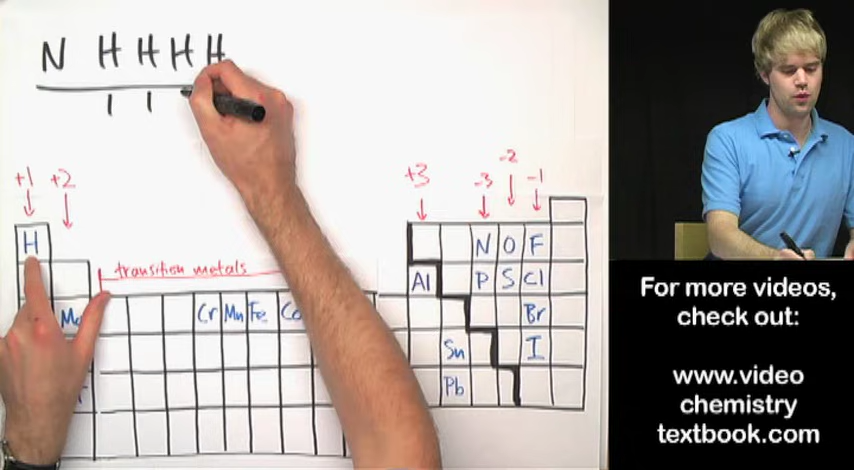 N H H H H
1 1
+1 +2 +3 -3 -2 -1
H N O F
transition metals
Al P S Cl
Cr Mn Fe Co Br
Sn I
Pb
For more videos,
check out:
www.video
chemistry
textbook.com